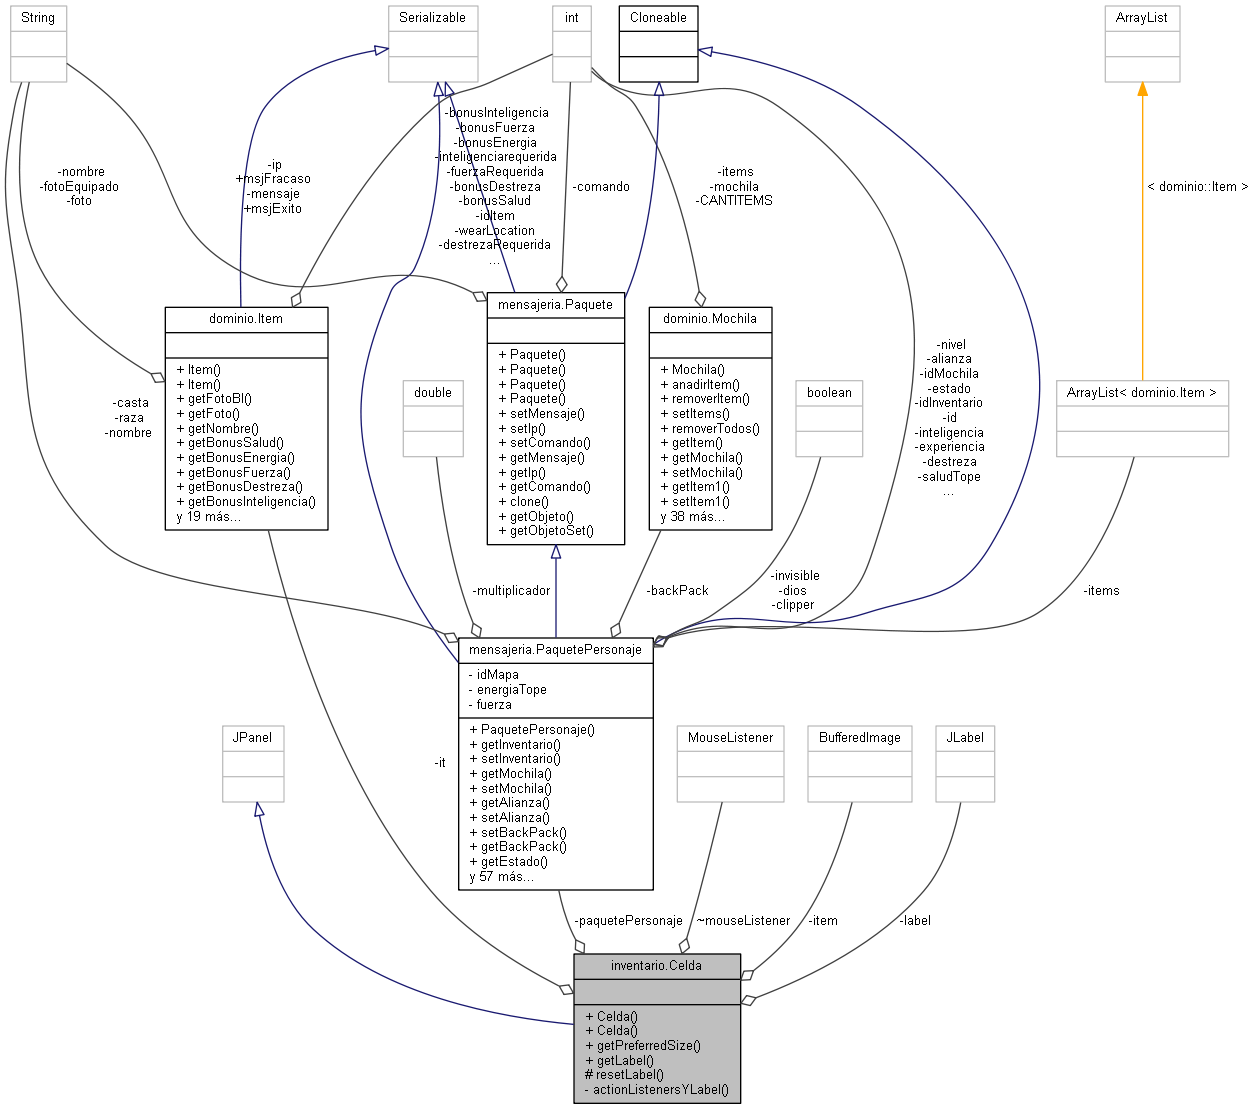 String
Serializable
int
Cloneable
ArrayList
-nombre
-fotoEquipado
-foto
-ip
+msjFracaso
-mensaje
+msjExito
-bonusInteligencia
-bonusFuerza
-bonusEnergia
-inteligenciarequerida
-fuerzaRequerida
-bonusDestreza
-bonusSalud
-idItem
-wearLocation
-destrezaRequerida
...
-comando
-items
-mochila
-CANTITEMS
< dominio::Item >
dominio.Item
+ Item()
+ Item()
+ getFotoBI()
+ getFoto()
+ getNombre()
+ getBonusSalud()
+ getBonusEnergia()
+ getBonusFuerza()
+ getBonusDestreza()
+ getBonusInteligencia()
y 19 más...
mensajeria.Paquete
+ Paquete()
+ Paquete()
+ Paquete()
+ Paquete()
+ setMensaje()
+ setIp()
+ setComando()
+ getMensaje()
+ getIp()
+ getComando()
+ clone()
+ getObjeto()
+ getObjetoSet()
dominio.Mochila
+ Mochila()
+ anadirItem()
+ removerItem()
+ setItems()
+ removerTodos()
+ getItem()
+ getMochila()
+ setMochila()
+ getItem1()
+ setItem1()
y 38 más...
-nivel
-alianza
-idMochila
-estado
-idInventario
-id
-inteligencia
-experiencia
-destreza
-saludTope
...
-casta
-raza
-nombre
double
boolean
ArrayList< dominio.Item >
-multiplicador
-backPack
-invisible
-dios
-clipper
-items
mensajeria.PaquetePersonaje
- idMapa
- energiaTope
- fuerza
+ PaquetePersonaje()
+ getInventario()
+ setInventario()
+ getMochila()
+ setMochila()
+ getAlianza()
+ setAlianza()
+ setBackPack()
+ getBackPack()
+ getEstado()
y 57 más...
JPanel
-it
MouseListener
BufferedImage
JLabel
-paquetePersonaje
~mouseListener
-item
-label
inventario.Celda
+ Celda()
+ Celda()
+ getPreferredSize()
+ getLabel()
# resetLabel()
- actionListenersYLabel()